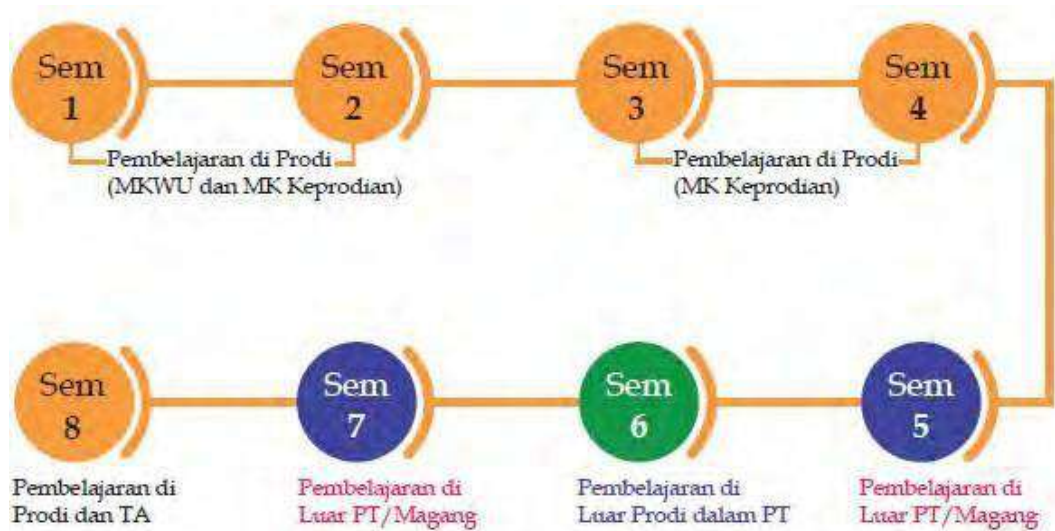 Sem
1
Sem
2
Sem
3
Sem
4
Pembelajaran di Prodi
(MKWU dan MK Keprodian)
Pembelajaran di Prodi
(MK Keprodian)
Sem
8
Sem
7
Sem
6
Sem
5
Pembelajaran di
Prodi dan TA
Pembelajaran di
Luar PT/Magang
Pembelajaran di
Luar Prodi dalam PT
Pembelajaran di
Luar PT/Magang